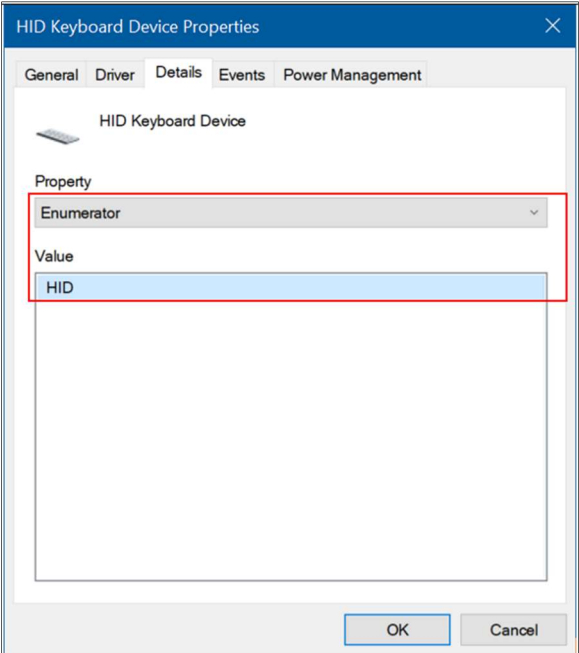 HID Keyboard Device Properties
General Driver Details Events Power Management
HID Keyboard Device
Property
Enumerator
Value
HID
OK Cancel